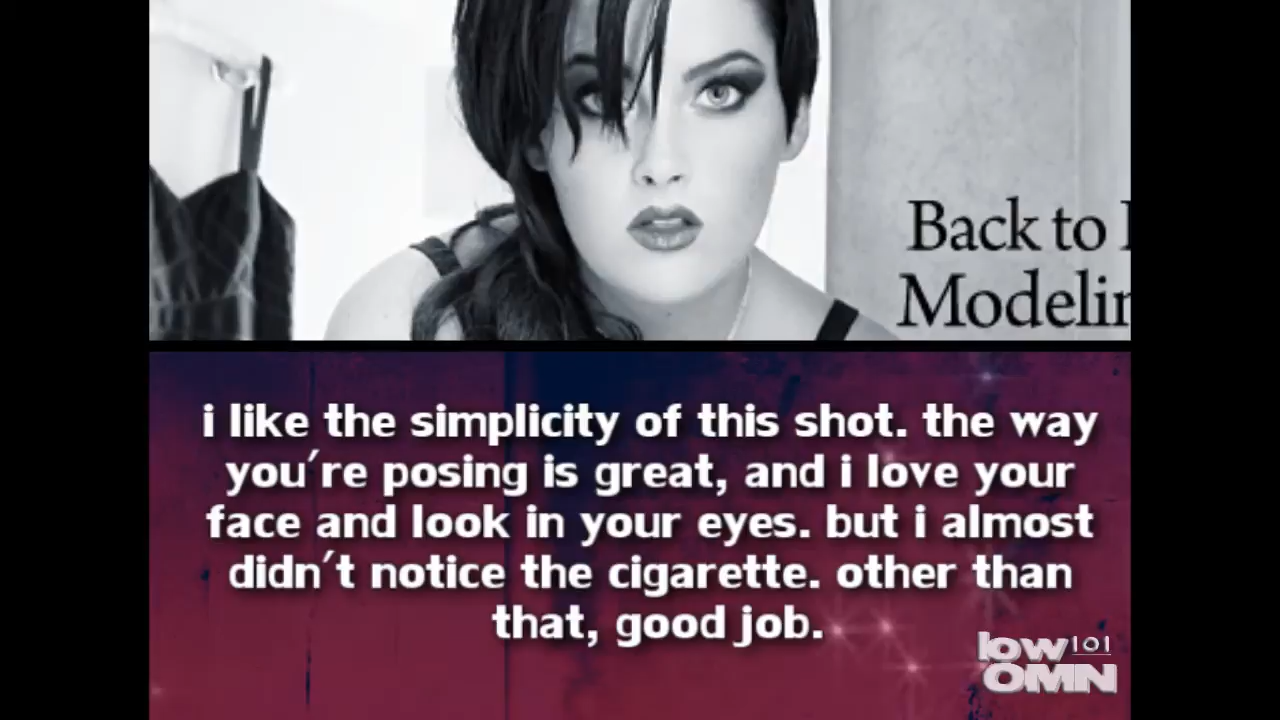 Back to
Modelin
i like the simplicity of this shot. the way
you're posing is great, and i love your
face and look in your eyes. but i almost
didn't notice the cigarette. other than
that, good job.
low 101
OMN